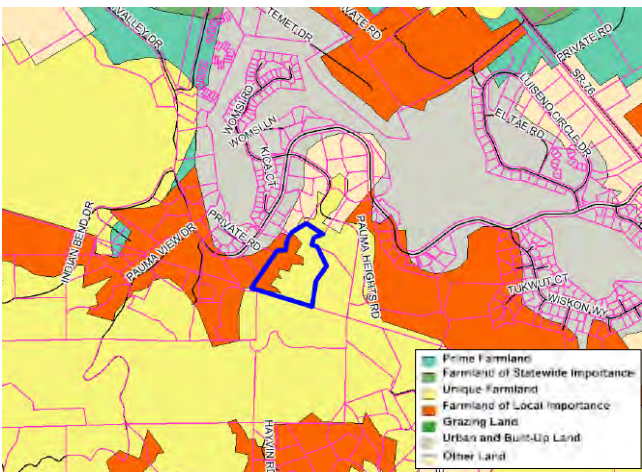 VALLEY DR
TEMET DR
PRIVATE RD
PRIVATE RD
SR 76
WOMSI RD
WOMSI LN
KICA CT
LUISENO CIRCLE DR
EL TAE RD
INDIAN BEND DR
PAUMA VIEW DR
PRIVATE RD
PAUMA HEIGHTS RD
TUKWUT CT
WISKON WY
HAYVIN RD
Prime Farmland
Farmland of Statewide Importance
Unique Farmland
Farmland of Local Importance
Grazing Land
Urban and Built-Up Land
Other Land